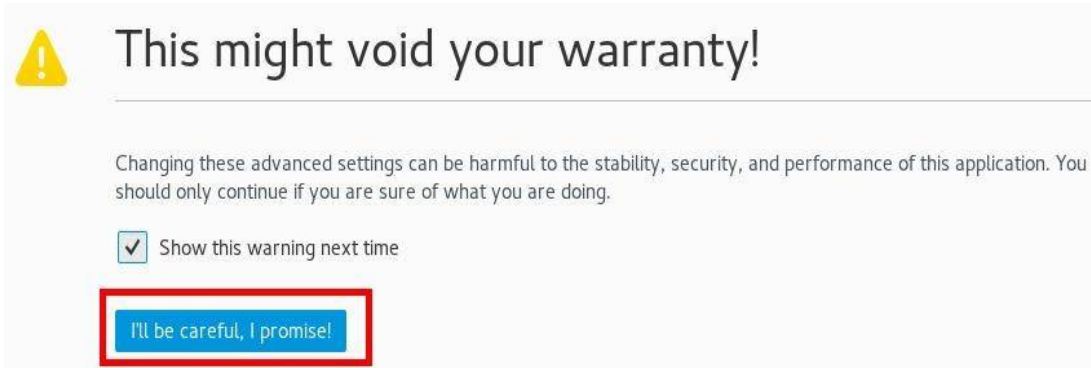 This might void your warranty!
Changing these advanced settings can be harmful to the stability, security, and performance of this application. You
should only continue if you are sure of what you are doing.
Show this warning next time
I'll be careful, I promise!